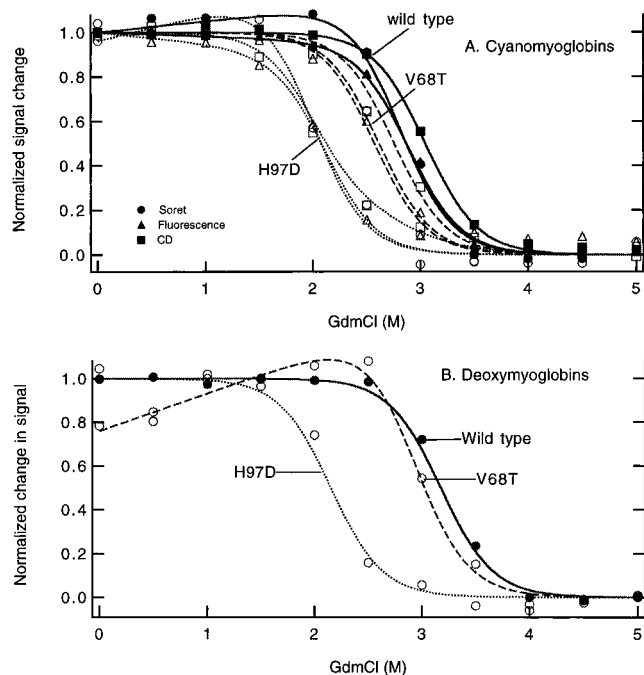 A. Cyanomyoglobins
wild type
V68T
H97D
Normalized signal change
1.0
0.8
0.6
0.4
0.2
0.0
Soret
Fluorescence
CD
0 1 2 3 4 5
GdmCl (M)
B. Deoxymyoglobins
Wild type
V68T
H97D
Normalized change in signal
1.0
0.8
0.6
0.4
0.2
0.0
0 1 2 3 4 5
GdmCl (M)